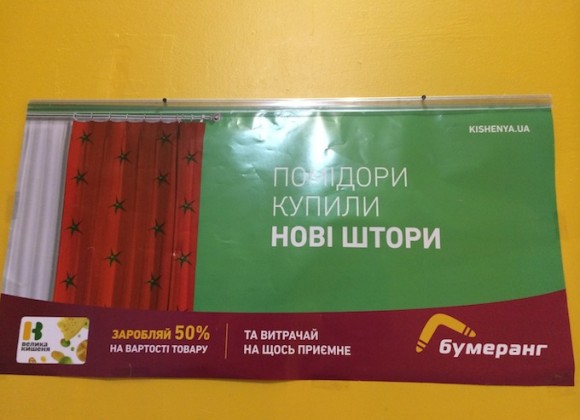 KISHENYA.UA
ПОМІДОРИ
КУПИЛИ
НОВІ ШТОРИ
ВЕЛИКА
КИШЕНЯ
ЗАРОБЛЯЙ 50%
НА ВАРТОСТІ ТОВАРУ
ТА ВИТРАЧАЙ
НА ЩОСЬ ПРИЄМНЕ
бумеранг